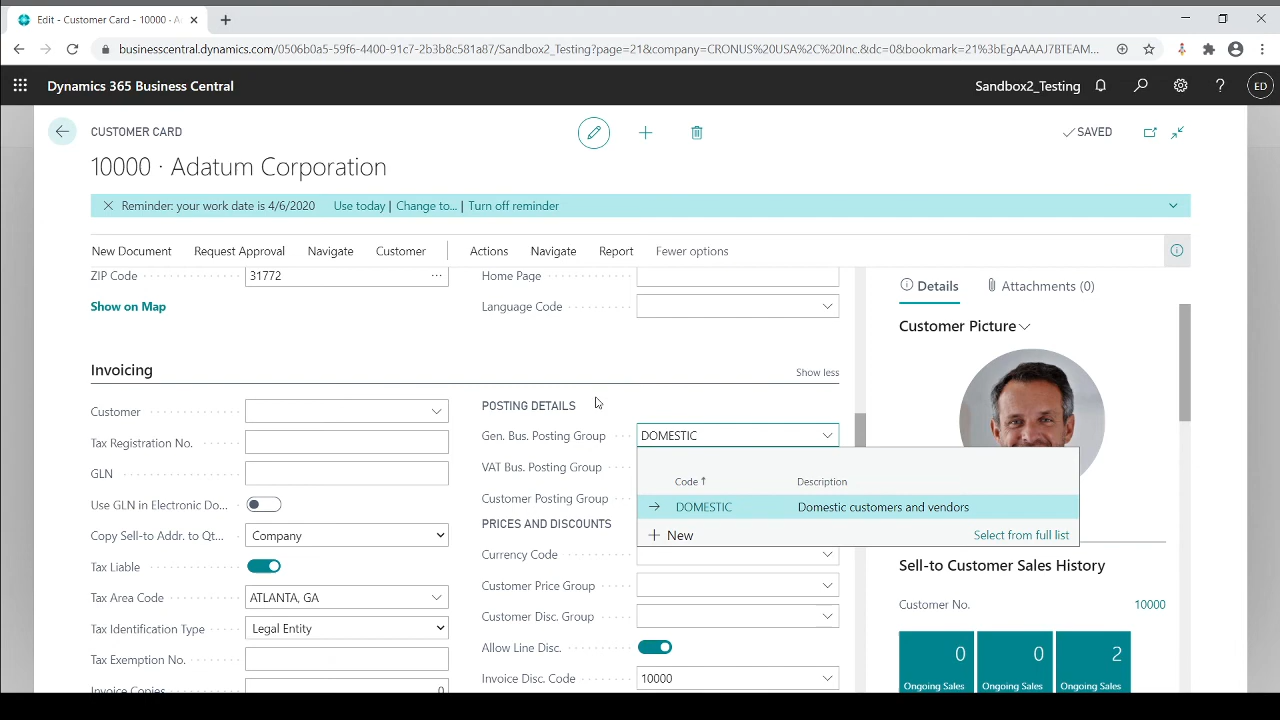 Edit - Customer Card - 10000 - A
businesscentral.dynamics.com/0506b0a5-59f6-4400-91c7-2b3b8c581a87/Sandbox2_Testing?page=21&company=CRONUS%20USA%2C%20Inc.&dc=0&bookmark=21%3bEgAAAAJ7BTEAM...
Dynamics 365 Business Central
Sandbox2_Testing
?
ED
CUSTOMER CARD
SAVED
10000 · Adatum Corporation
Reminder: your work date is 4/6/2020 Use today | Change to... | Turn off reminder
New Document Request Approval Navigate Customer Actions Navigate Report Fewer options
ZIP Code 31772 ...
Home Page
Show on Map
Language Code
Details
Attachments (0)
Customer Picture
Invoicing
Show less
Customer
Tax Registration No.
GLN
Use GLN in Electronic Do...
Copy Sell-to Addr. to Qt... Company
Tax Liable
Tax Area Code ATLANTA, GA
Tax Identification Type Legal Entity
Tax Exemption No.
Invoice Copies 0
POSTING DETAILS
Gen. Bus. Posting Group DOMESTIC
VAT Bus. Posting Group
Customer Posting Group
Code ↑ Description
DOMESTIC Domestic customers and vendors
New Select from full list
PRICES AND DISCOUNTS
Currency Code
Customer Price Group
Customer Disc. Group
Allow Line Disc.
Invoice Disc. Code 10000
Sell-to Customer Sales History
Customer No. 10000
0 0 2
Ongoing Sales Ongoing Sales Ongoing Sales